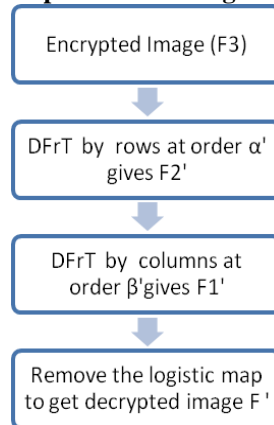 Encrypted Image (F3)
DFrT by rows at order α'
gives F2'
DFrT by columns at
order β'gives F1'
Remove the logistic map
to get decrypted image F '